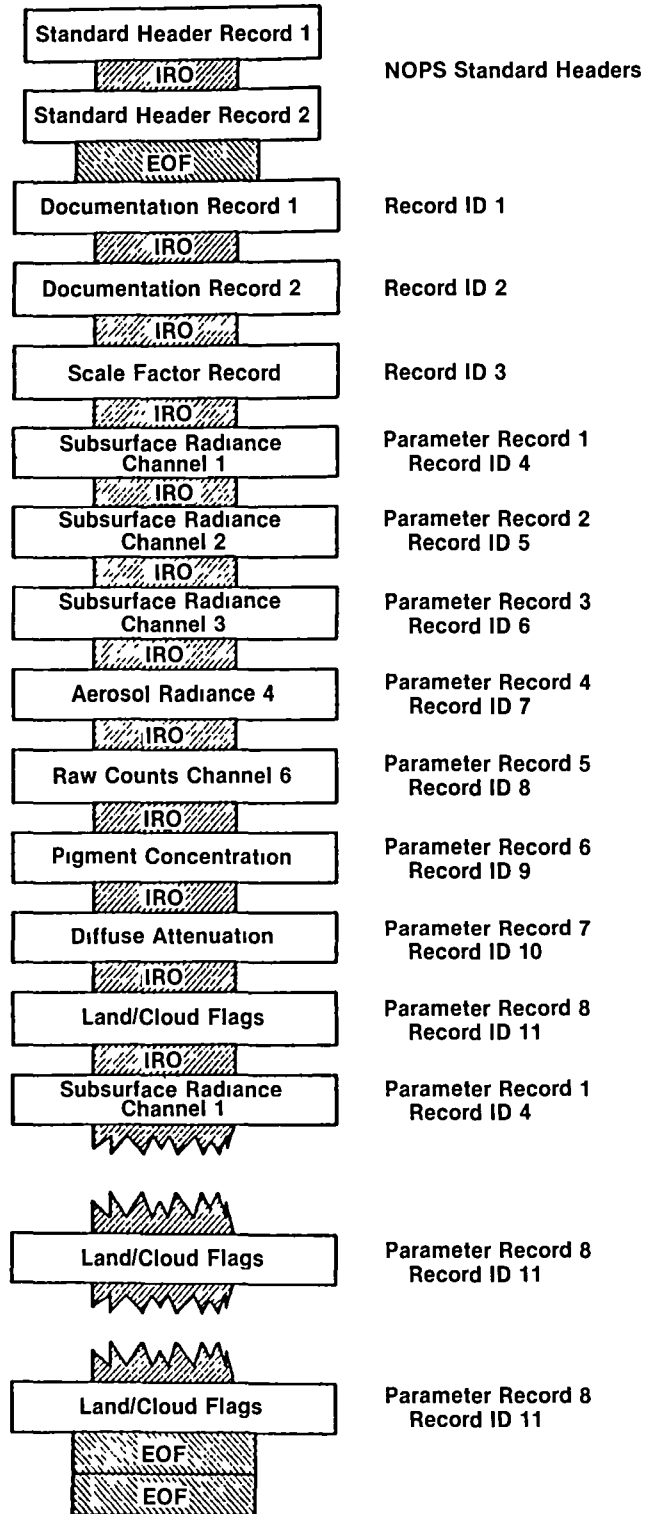 Standard Header Record 1
IRO
NOPS Standard Headers
Standard Header Record 2
EOF
Documentation Record 1
Record ID 1
IRO
Documentation Record 2
Record ID 2
IRO
Scale Factor Record
Record ID 3
IRO
Subsurface Radiance
Channel 1
Parameter Record 1
Record ID 4
IRO
Subsurface Radiance
Channel 2
Parameter Record 2
Record ID 5
IRO
Subsurface Radiance
Channel 3
Parameter Record 3
Record ID 6
IRO
Aerosol Radiance 4
Parameter Record 4
Record ID 7
IRO
Raw Counts Channel 6
Parameter Record 5
Record ID 8
IRO
Pigment Concentration
Parameter Record 6
Record ID 9
IRO
Diffuse Attenuation
Parameter Record 7
Record ID 10
IRO
Land/Cloud Flags
Parameter Record 8
Record ID 11
IRO
Subsurface Radiance
Channel 1
Parameter Record 1
Record ID 4
Land/Cloud Flags
Parameter Record 8
Record ID 11
Land/Cloud Flags
Parameter Record 8
Record ID 11
EOF
EOF